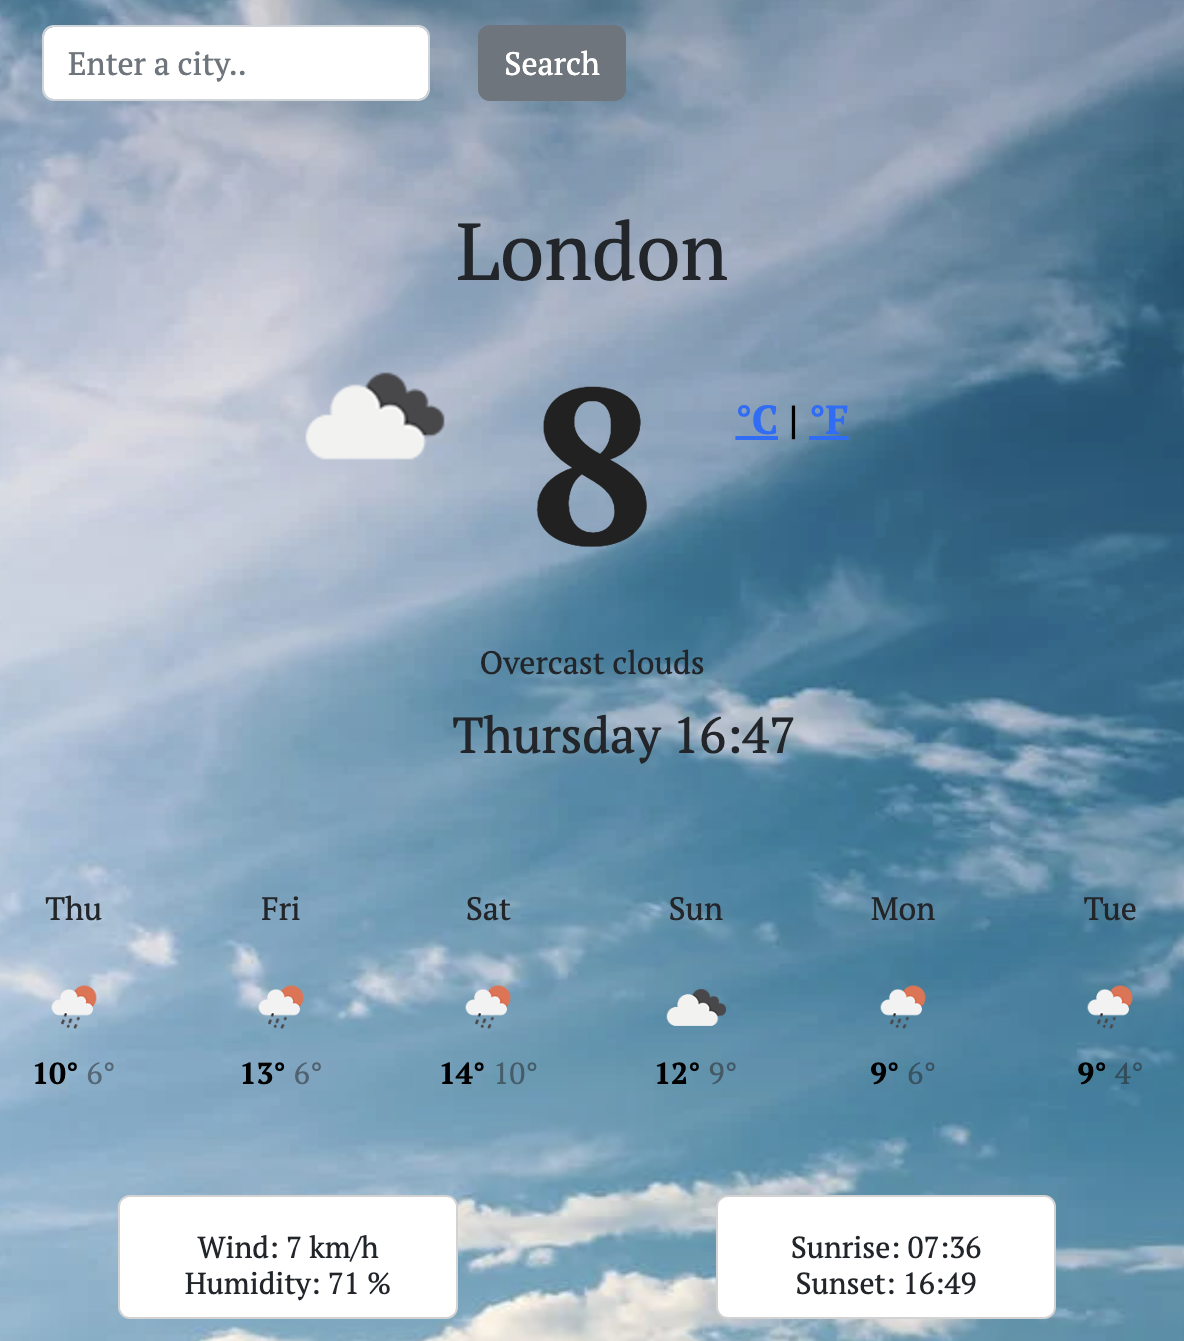 Enter a city..
Search
London
8 °C | °F
Overcast clouds
Thursday 16:47
Thu Fri Sat Sun Mon Tue
10° 6° 13° 6° 14° 10° 12° 9° 9° 6° 9° 4°
Wind: 7 km/h
Humidity: 71 %
Sunrise: 07:36
Sunset: 16:49